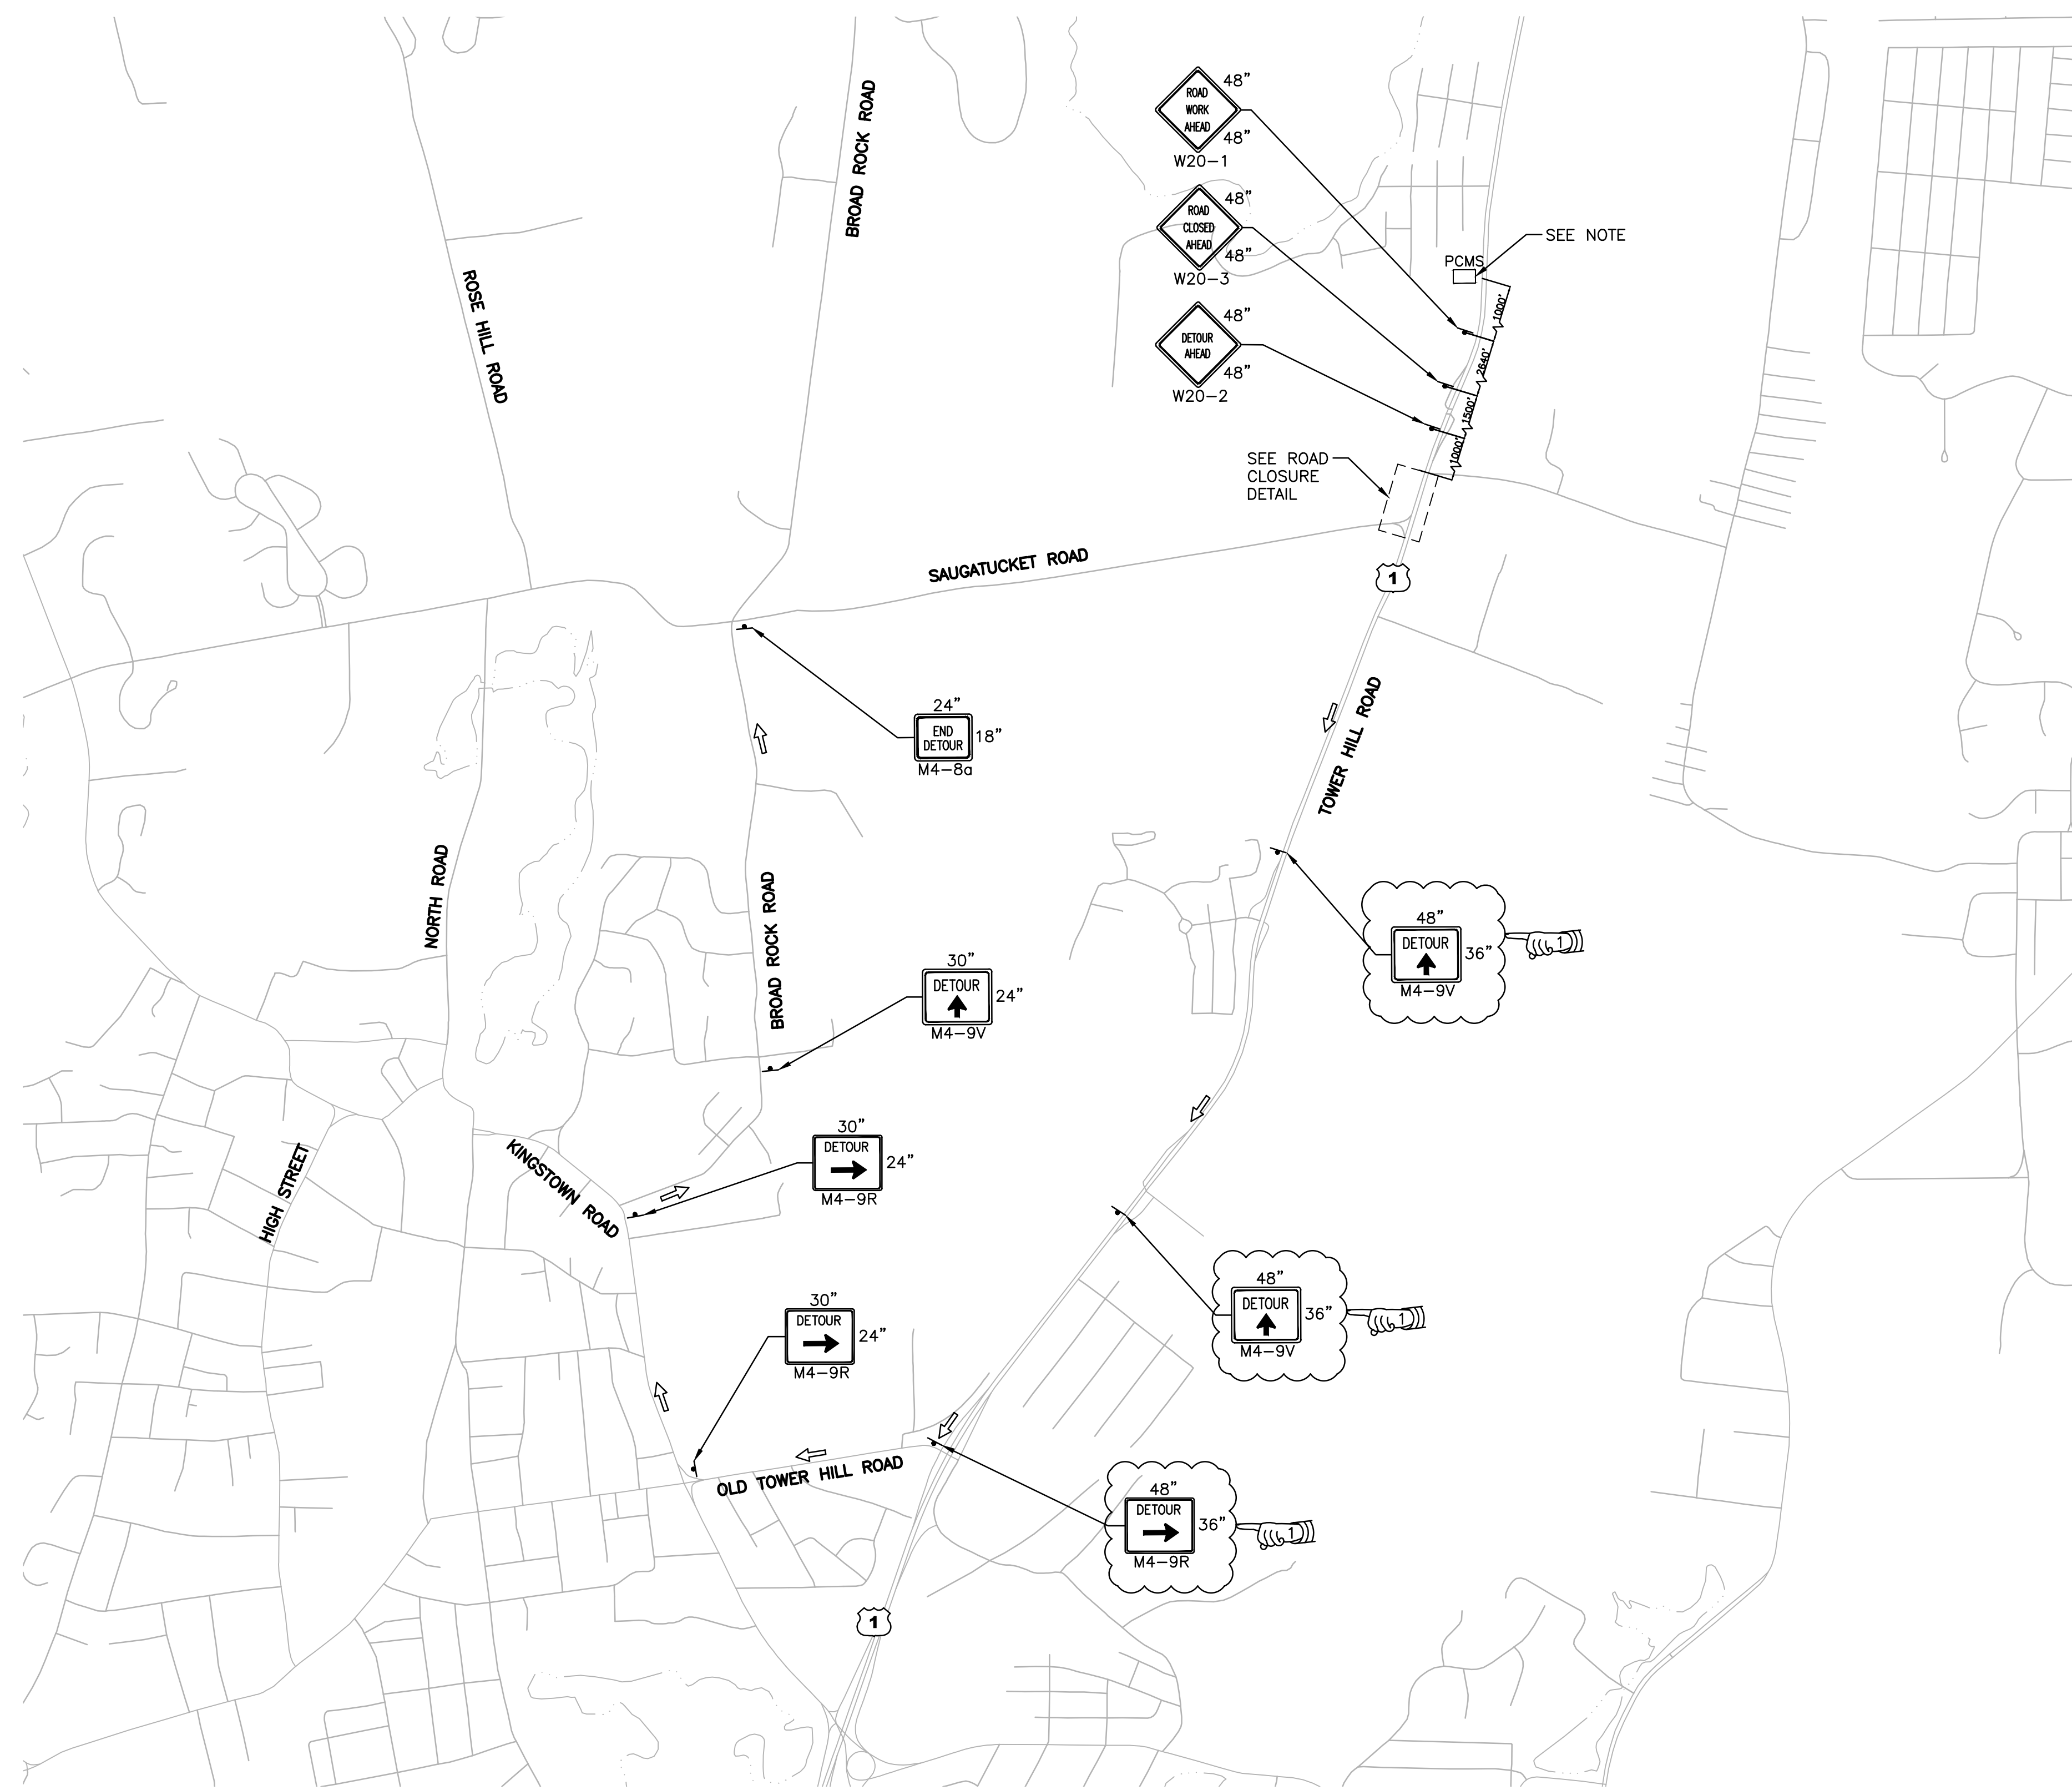 ROAD
WORK
AHEAD
48”
48”
W20-1
ROAD
CLOSED
AHEAD
48”
48”
W20-3
DETOUR
AHEAD
48”
48”
W20-2
BROAD ROCK ROAD
ROSE HILL ROAD
SEE NOTE
PCMS
1000'
2640'
1500'
1000'
SEE ROAD
CLOSURE
DETAIL
SAUGATUCKET ROAD
1
TOWER HILL ROAD
24”
END
DETOUR
18”
M4-8a
NORTH ROAD
BROAD ROCK ROAD
48”
DETOUR
36”
M4-9V
1
30”
DETOUR
24”
M4-9V
30”
DETOUR
24”
M4-9R
KINGSTOWN ROAD
HIGH STREET
48”
DETOUR
36”
M4-9V
1
30”
DETOUR
24”
M4-9R
OLD TOWER HILL ROAD
48”
DETOUR
36”
M4-9R
1
1